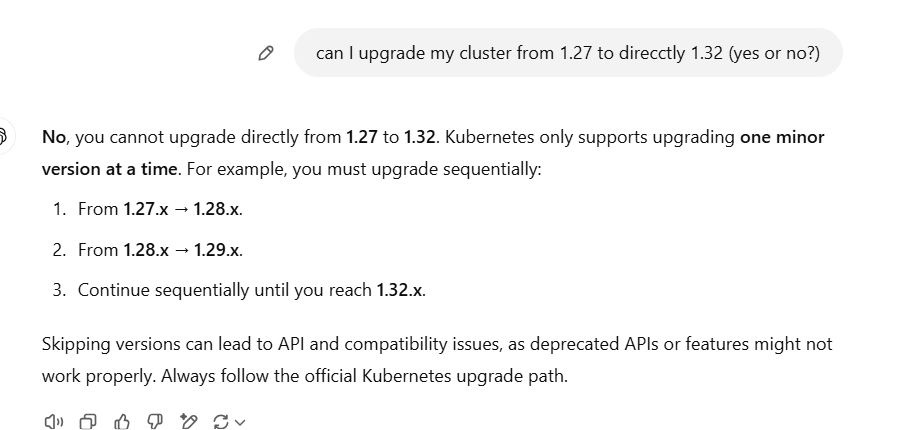 can I upgrade my cluster from 1.27 to direcctly 1.32 (yes or no?)
No, you cannot upgrade directly from 1.27 to 1.32. Kubernetes only supports upgrading one minor
version at a time. For example, you must upgrade sequentially:
1. From 1.27.x → 1.28.x.
2. From 1.28.x → 1.29.x.
3. Continue sequentially until you reach 1.32.x.
Skipping versions can lead to API and compatibility issues, as deprecated APIs or features might not
work properly. Always follow the official Kubernetes upgrade path.